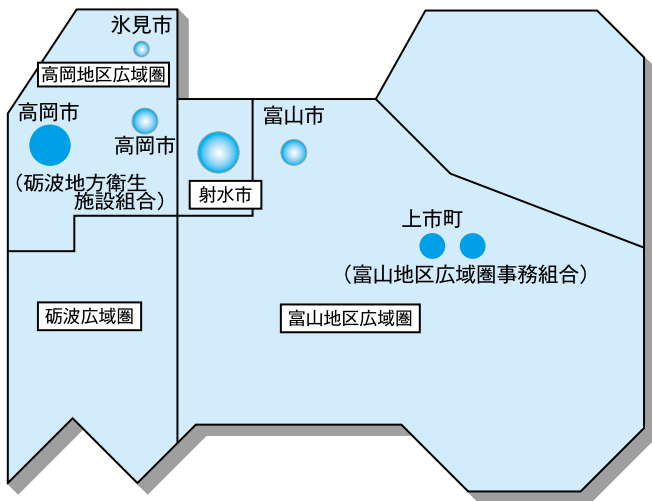 氷見市
高岡地区広域圏
高岡市
高岡市
（砺波地方衛生
施設組合）
富山市
射水市
上市町
（富山地区広域圏事務組合）
砺波広域圏
富山地区広域圏